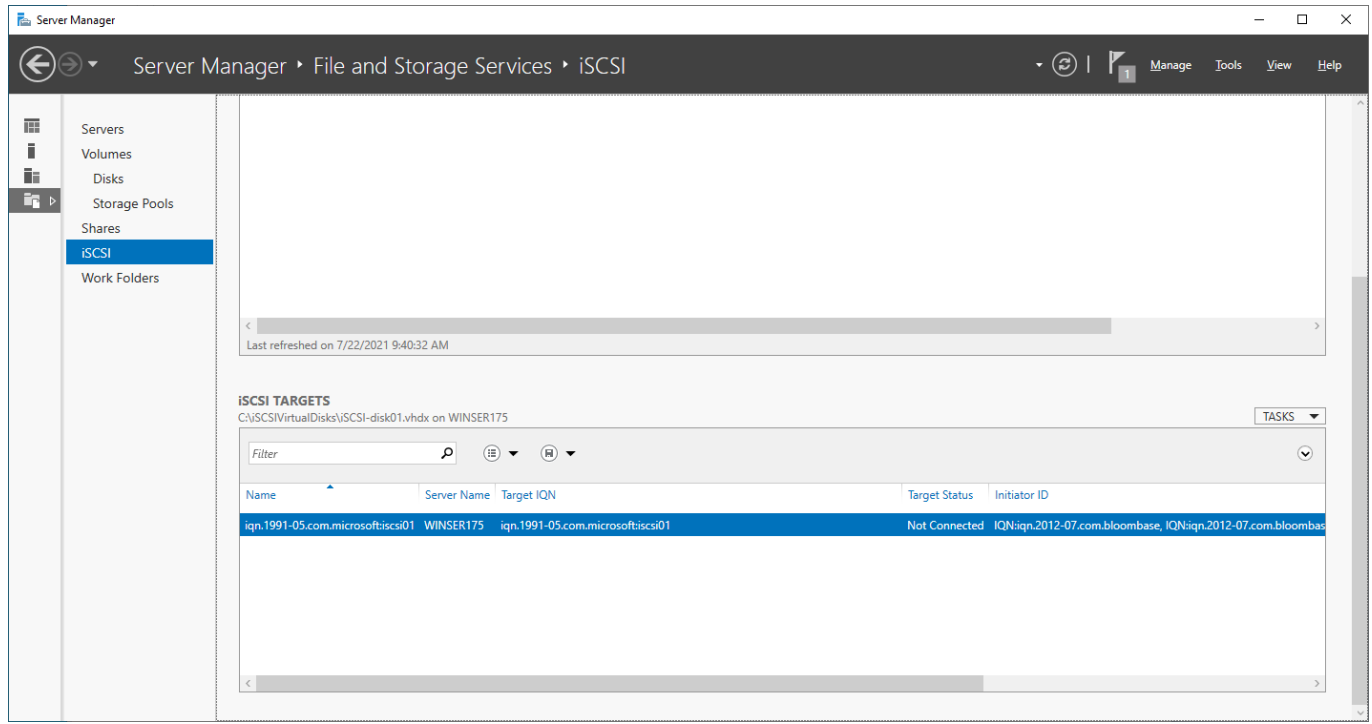 Server Manager
Server Manager ‣ File and Storage Services ‣ iSCSI
1
Manage Tools View Help
Servers
Volumes
Disks
Storage Pools
Shares
iSCSI
Work Folders
Last refreshed on 7/22/2021 9:40:32 AM
iSCSI TARGETS
C:\iSCSIVirtualDisks\iSCSI-disk01.vhdx on WINSER175
TASKS
Filter
Name Server Name Target IQN Target Status Initiator ID
iqn.1991-05.com.microsoft:iscsi01 WINSER175 iqn.1991-05.com.microsoft:iscsi01 Not Connected IQN:iqn.2012-07.com.bloombase, IQN:iqn.2012-07.com.bloombas